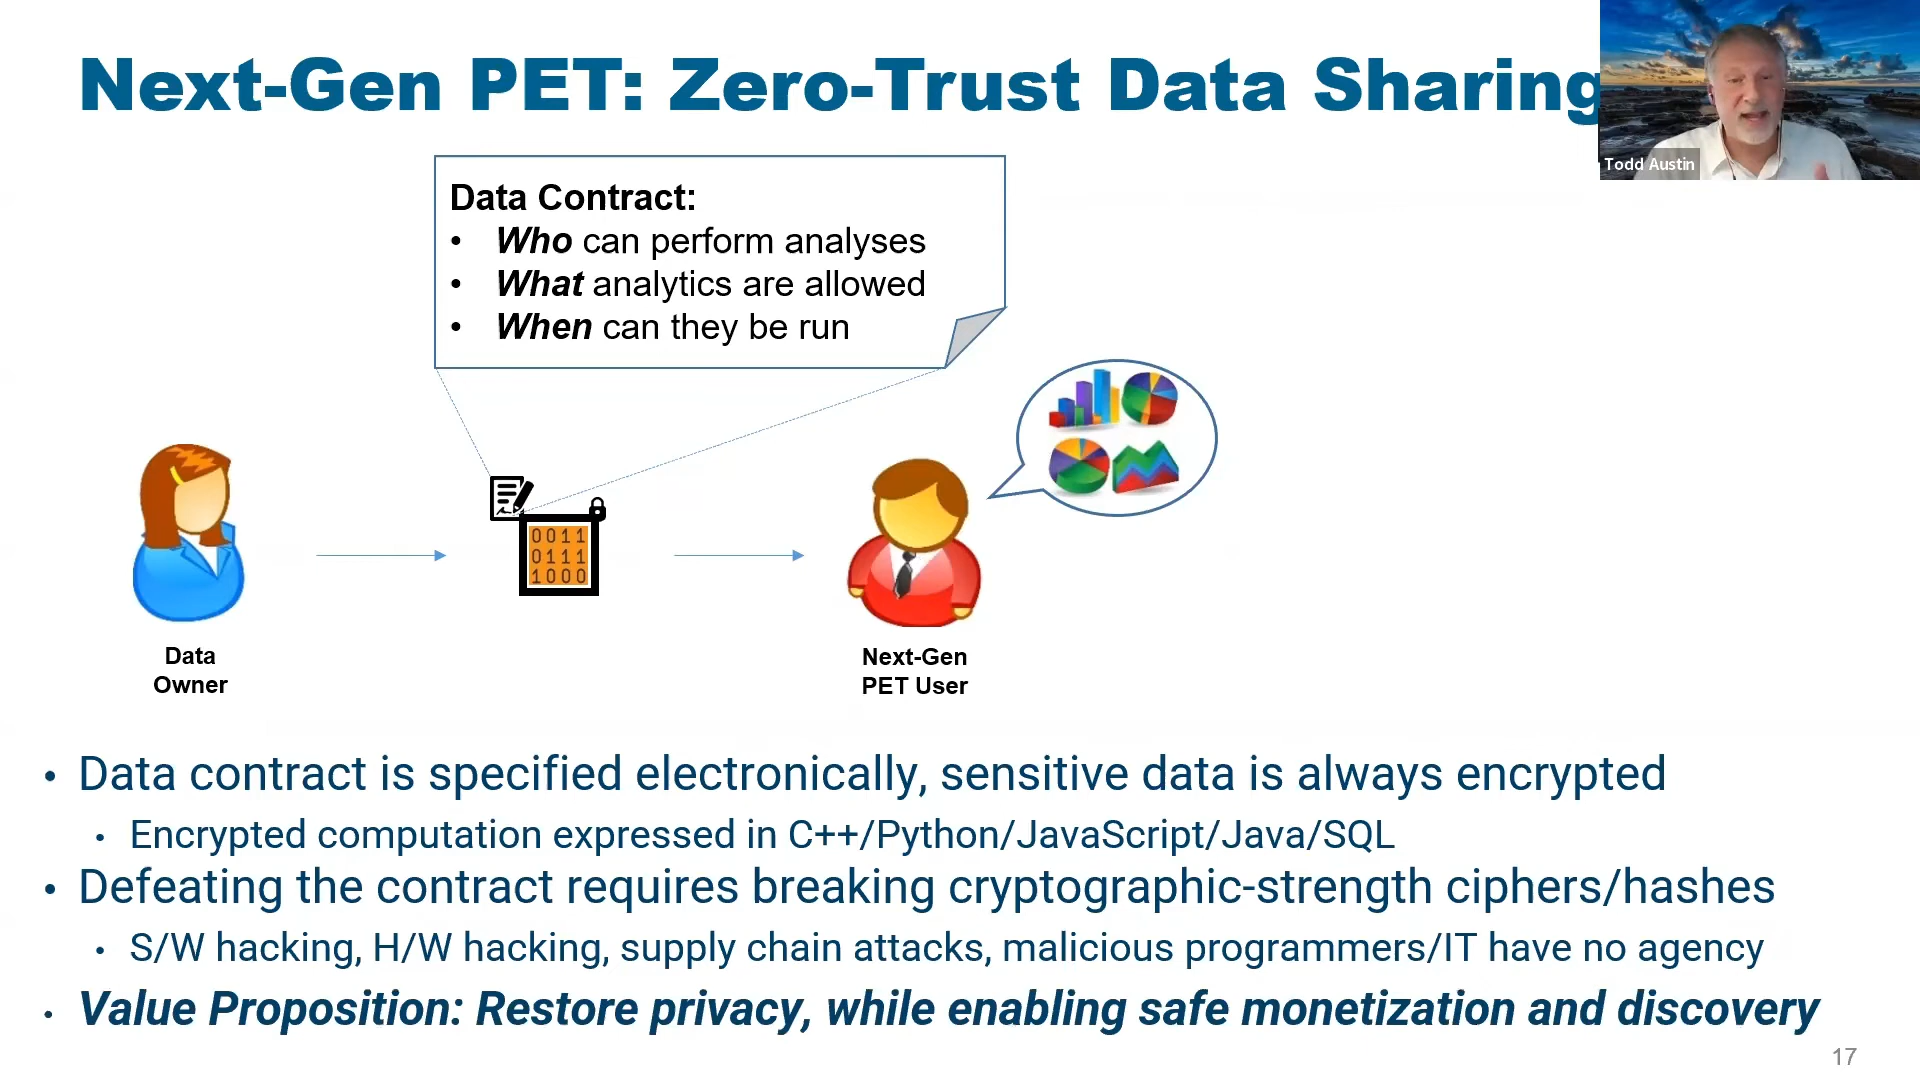 Next-Gen PET: Zero-Trust Data Sharing
Todd Austin
Data Contract:
• Who can perform analyses
• What analytics are allowed
• When can they be run
0011
0111
1000
Data
Owner
Next-Gen
PET User
• Data contract is specified electronically, sensitive data is always encrypted
• Encrypted computation expressed in C++/Python/JavaScript/Java/SQL
• Defeating the contract requires breaking cryptographic-strength ciphers/hashes
• S/W hacking, H/W hacking, supply chain attacks, malicious programmers/IT have no agency
• Value Proposition: Restore privacy, while enabling safe monetization and discovery
17